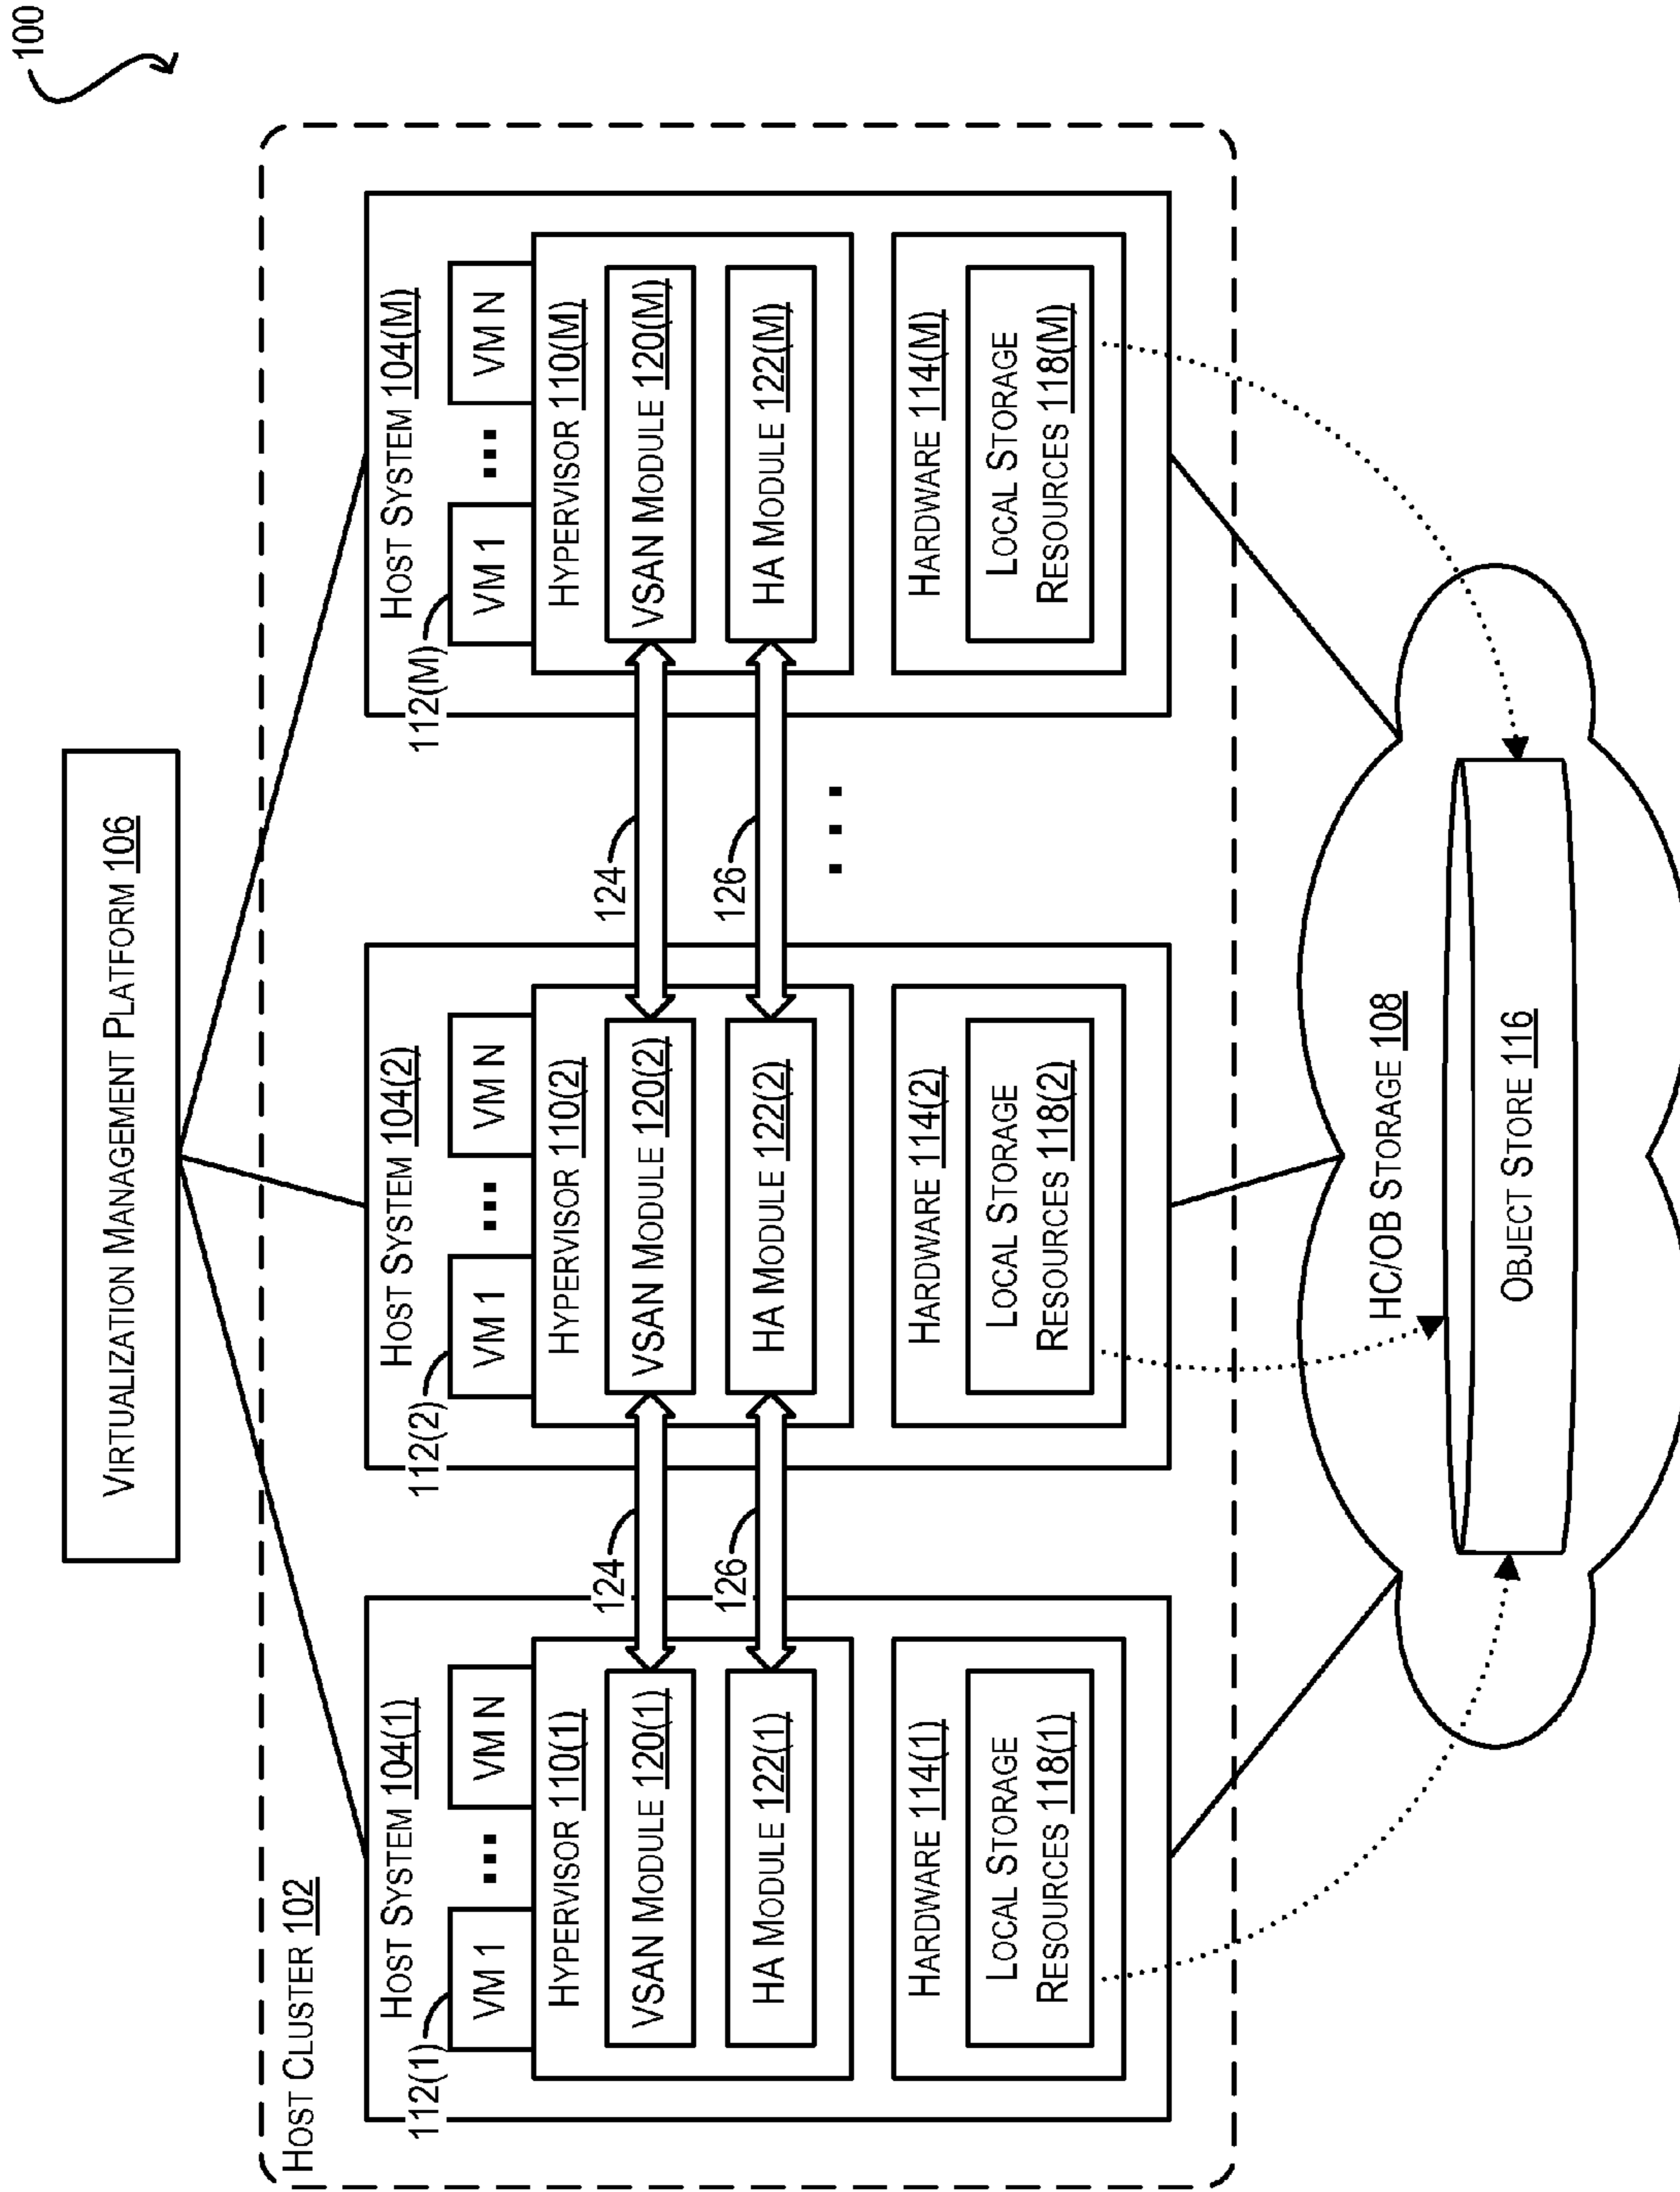 100
VIRTUALIZATION MANAGEMENT PLATFORM 106
HOST CLUSTER 102
HOST SYSTEM 104(1)
112(1)
VM 1
...
VM N
HYPERVISOR 110(1)
VSAN MODULE 120(1)
HA MODULE 122(1)
HARDWARE 114(1)
LOCAL STORAGE
RESOURCES 118(1)
124
126
HOST SYSTEM 104(2)
112(2)
VM 1
...
VM N
HYPERVISOR 110(2)
VSAN MODULE 120(2)
HA MODULE 122(2)
HARDWARE 114(2)
LOCAL STORAGE
RESOURCES 118(2)
124
126
...
HOST SYSTEM 104(M)
112(M)
VM 1
...
VM N
HYPERVISOR 110(M)
VSAN MODULE 120(M)
HA MODULE 122(M)
HARDWARE 114(M)
LOCAL STORAGE
RESOURCES 118(M)
HC/OB STORAGE 108
OBJECT STORE 116